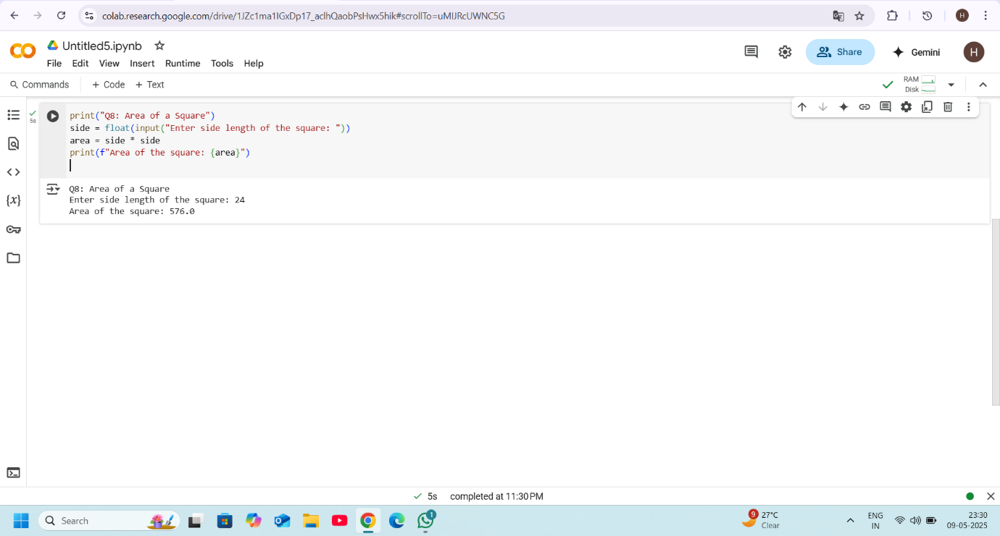 colab.research.google.com/drive/1JZc1ma1IGxDp17_aclhQaobPsHwx5hik#scrollTo=uMIJRcUWNC5G
H
CO
Untitled5.ipynb
File Edit View Insert Runtime Tools Help
Share
Gemini
H
Commands
+ Code + Text
RAM
Disk
5s
print("Q8: Area of a Square")
side = float(input("Enter side length of the square: "))
area = side * side
print(f"Area of the square: {area}")
Q8: Area of a Square
Enter side length of the square: 24
Area of the square: 576.0
{x}
5s completed at 11:30 PM
Search
1
9
27°C
Clear
ENG
IN
23:30
09-05-2025